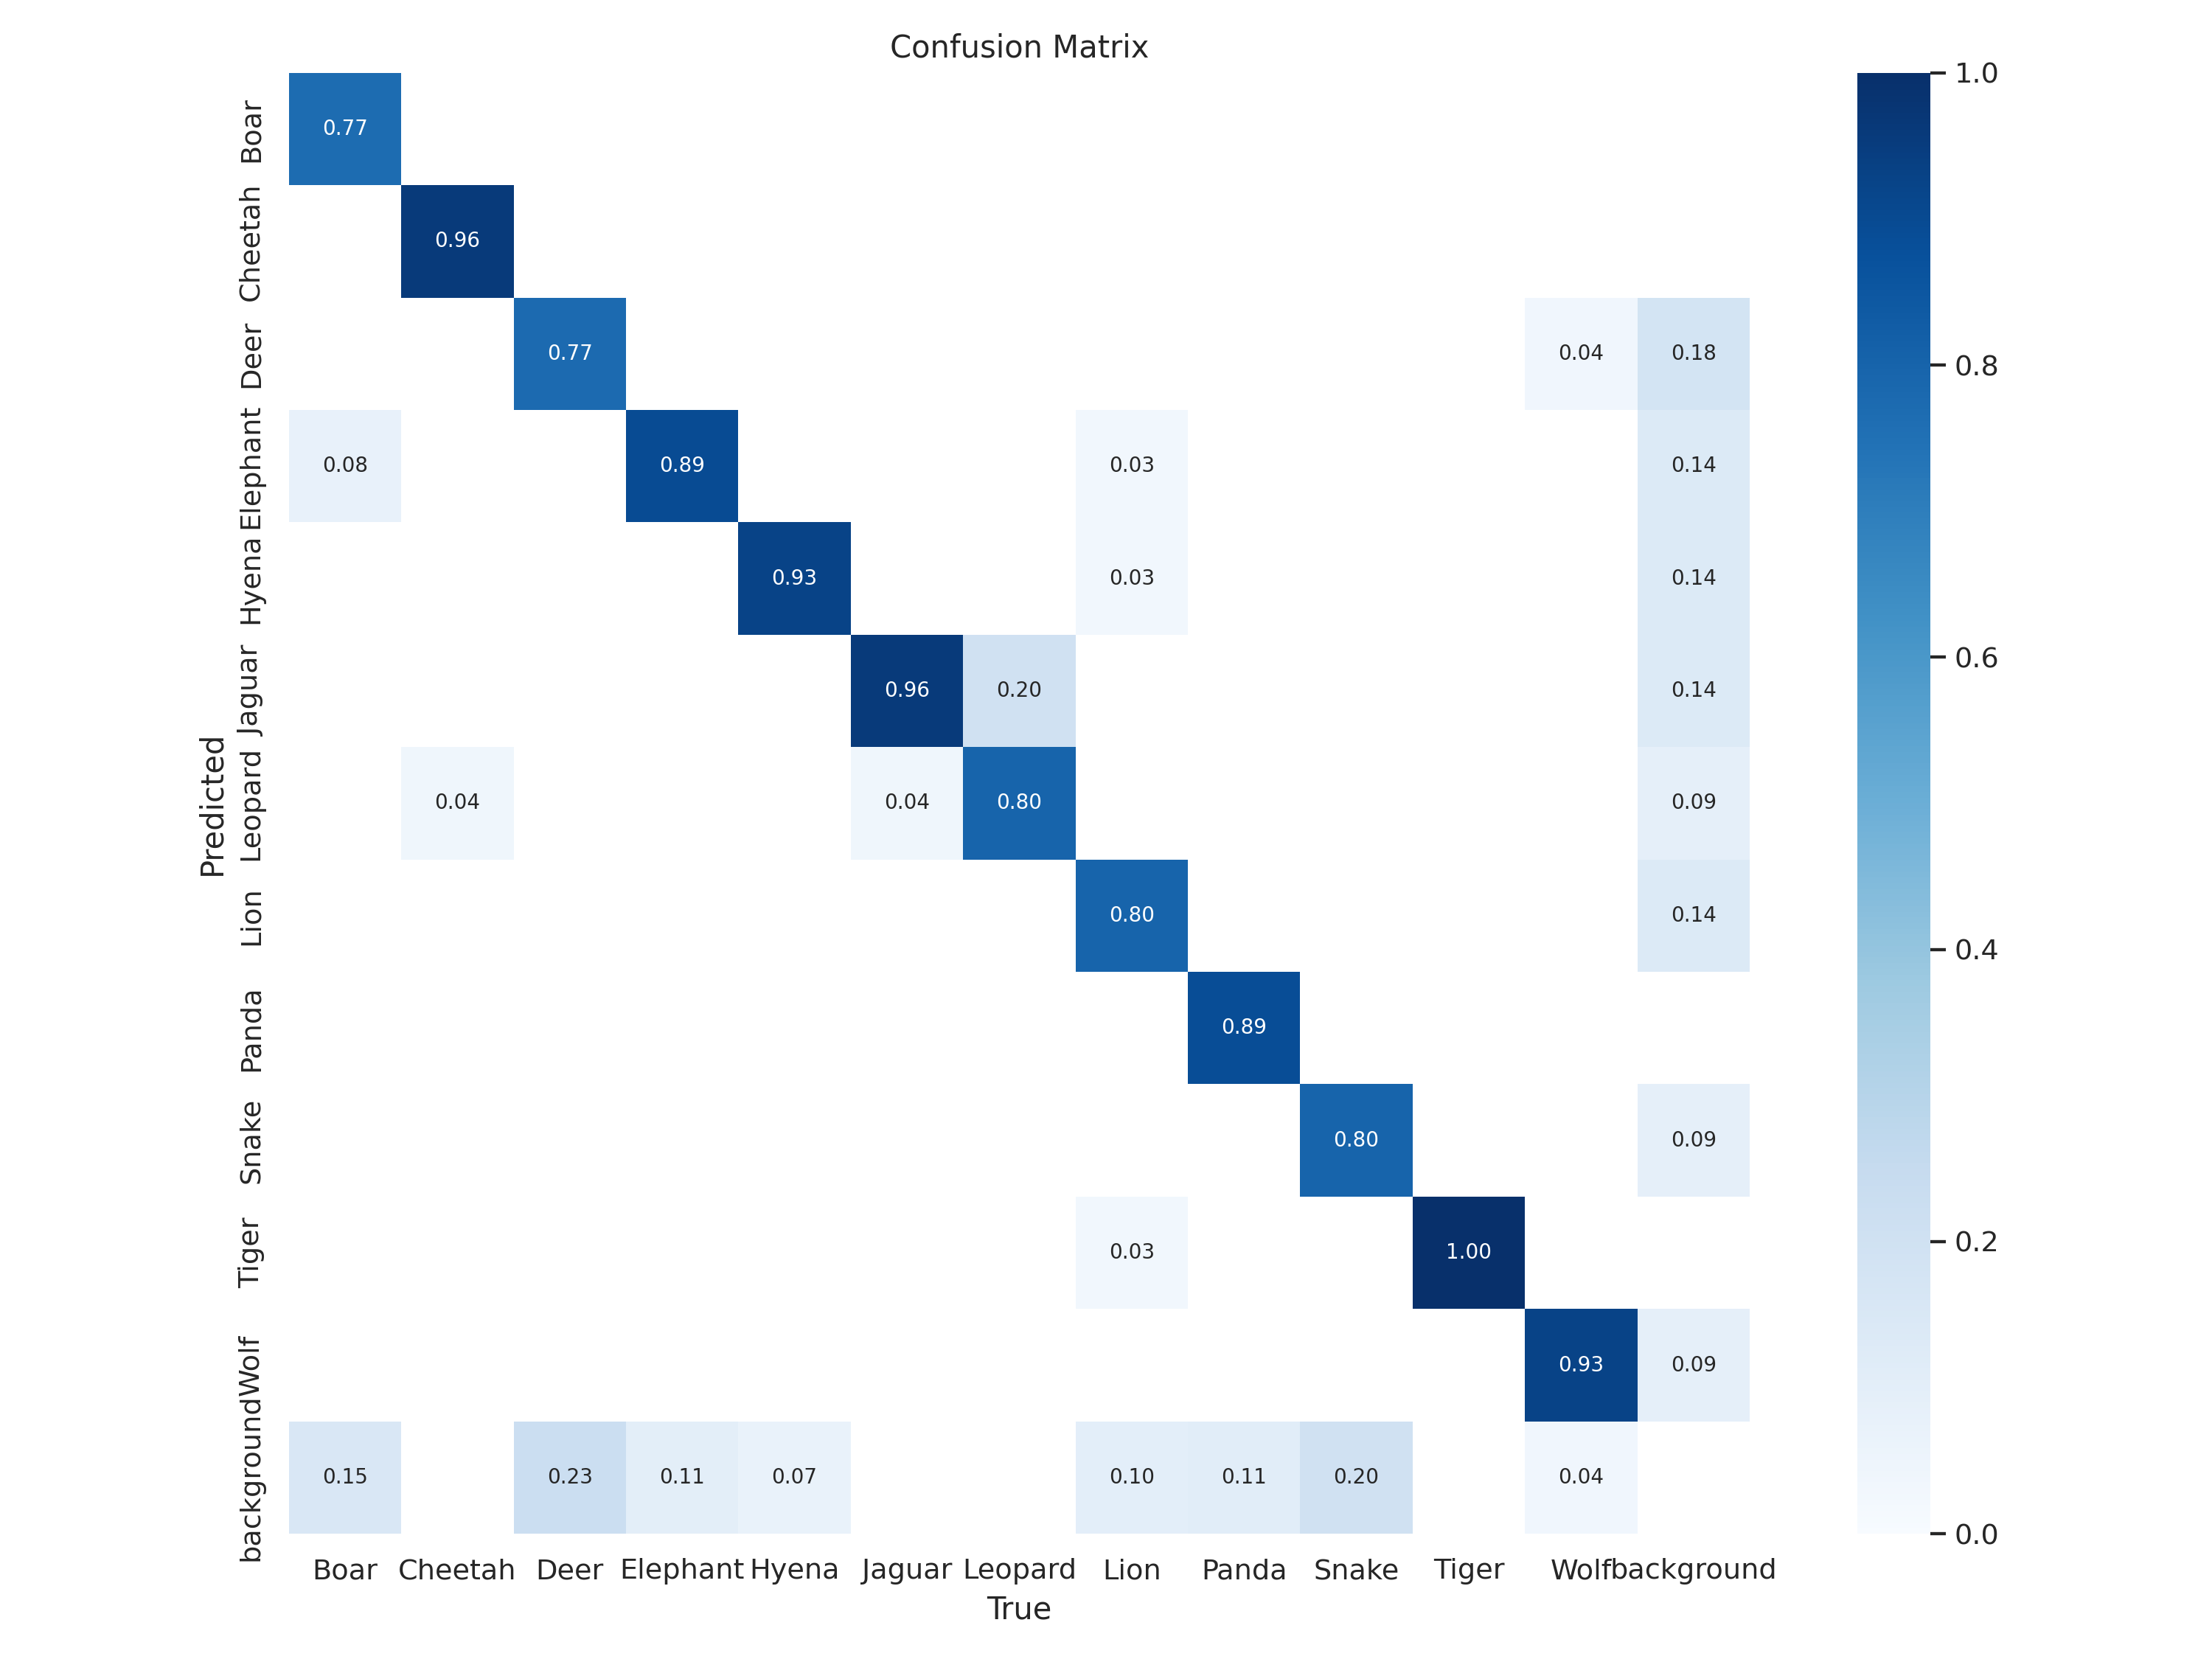 Confusion Matrix
Boar 0.77
Cheetah 0.96
Deer 0.77 0.04 0.18
Elephant 0.08 0.89 0.03 0.14
Hyena 0.93 0.03 0.14
Jaguar 0.96 0.20 0.14
Leopard 0.04 0.04 0.80 0.09
Lion 0.80 0.14
Panda 0.89
Snake 0.80 0.09
Tiger 0.03 1.00
Wolf 0.93 0.09
background 0.15 0.23 0.11 0.07 0.10 0.11 0.20 0.04
Predicted
Boar Cheetah Deer Elephant Hyena Jaguar Leopard Lion Panda Snake Tiger Wolf background
True
1.0
0.8
0.6
0.4
0.2
0.0